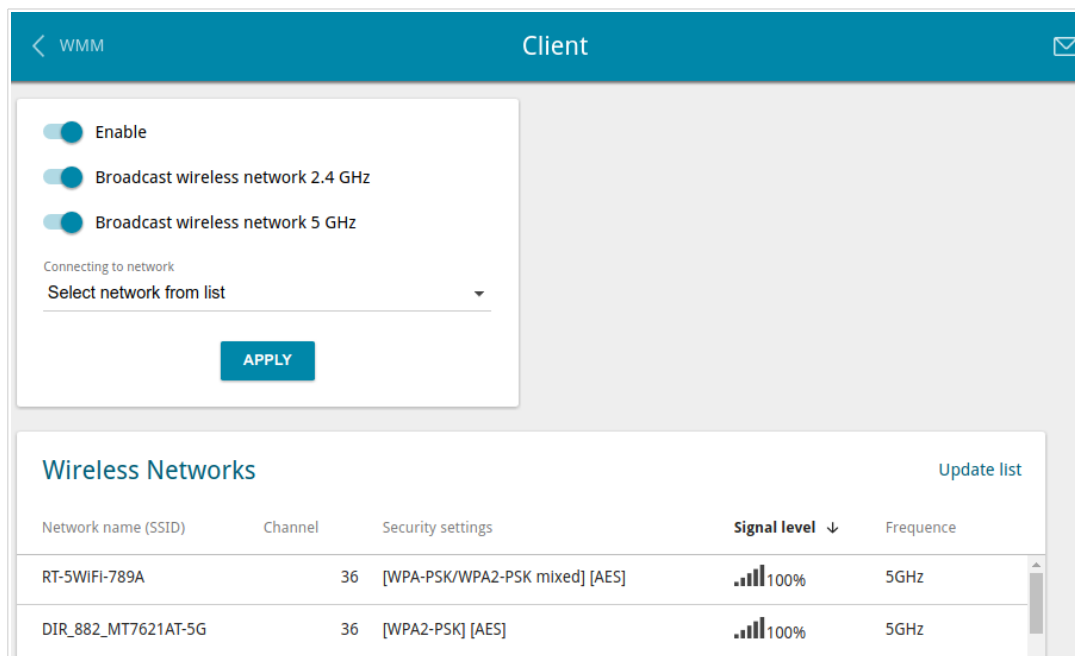 WMM Client
Enable
Broadcast wireless network 2.4 GHz
Broadcast wireless network 5 GHz
Connecting to network
Select network from list
APPLY
Wireless Networks Update list
Network name (SSID) Channel Security settings Signal level Frequence
RT-5WiFi-789A 36 [WPA-PSK/WPA2-PSK mixed] [AES] 100% 5GHz
DIR_882_MT7621AT-5G 36 [WPA2-PSK] [AES] 100% 5GHz